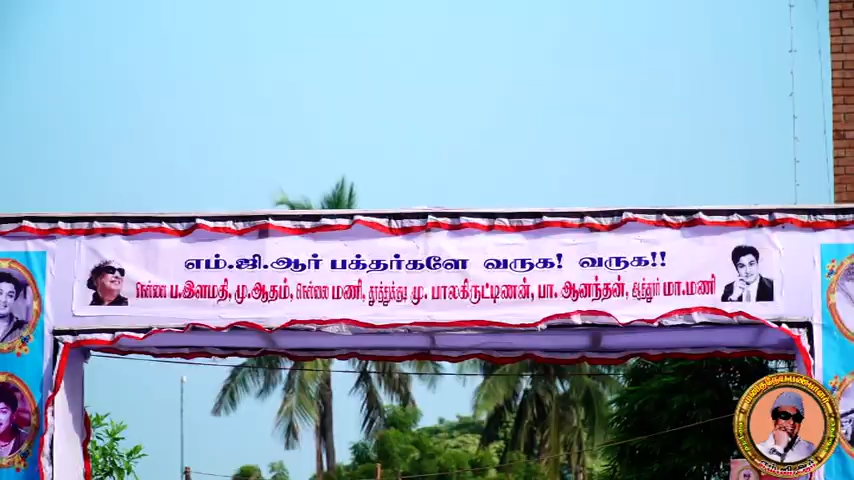 எம்.ஜி.ஆர் பக்தர்களே வருக! வருக!!
நெல்லை ப.இளமதி, மு.ஆதம், நெல்லை மணி, தூத்துக்குடி மு. பாலகிருட்டிணன், பா. ஆனந்தன், ஆத்தூர் மா.மணி